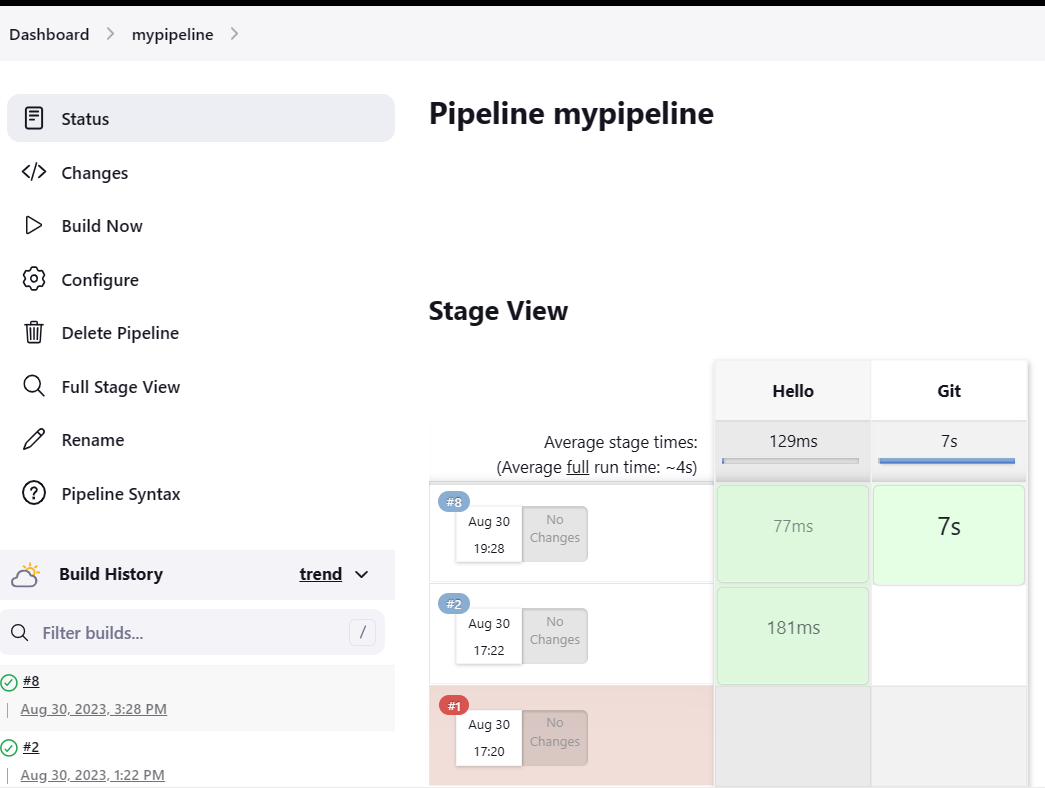 Dashboard > mypipeline >
Status
Changes
Build Now
Configure
Delete Pipeline
Full Stage View
Rename
Pipeline Syntax
Build History trend
Filter builds... /
#8
Aug 30, 2023, 3:28 PM
#2
Aug 30, 2023, 1:22 PM
Pipeline mypipeline
Stage View
Hello Git
Average stage times: 129ms 7s
(Average full run time: ~4s)
#8
Aug 30 No
19:28 Changes
77ms 7s
#2
Aug 30 No
17:22 Changes
181ms
#1
Aug 30 No
17:20 Changes